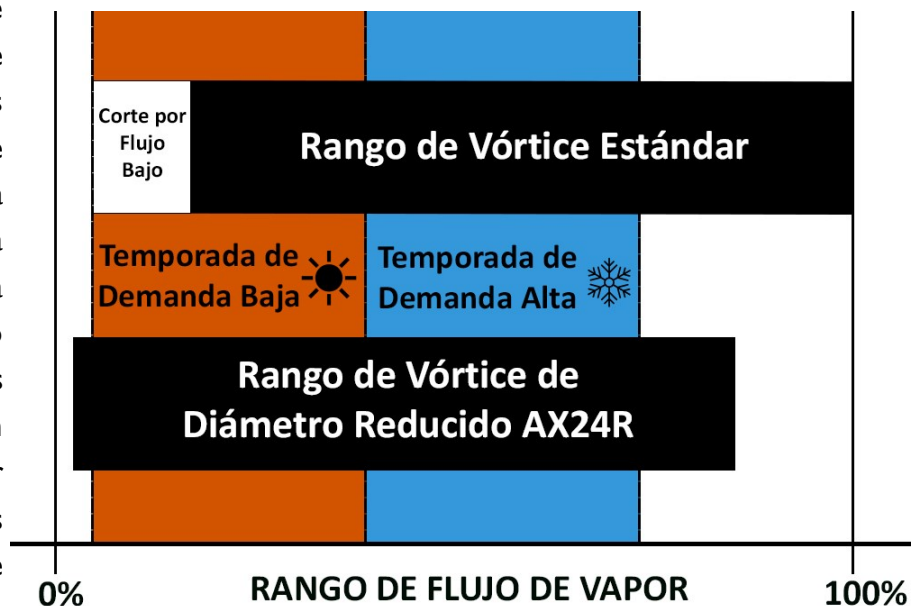 Corte por
Flujo
Bajo
Rango de Vórtice Estándar
Temporada de
Demanda Baja
Temporada de
Demanda Alta
Rango de Vórtice de
Diámetro Reducido AX24R
0%
RANGO DE FLUJO DE VAPOR
100%